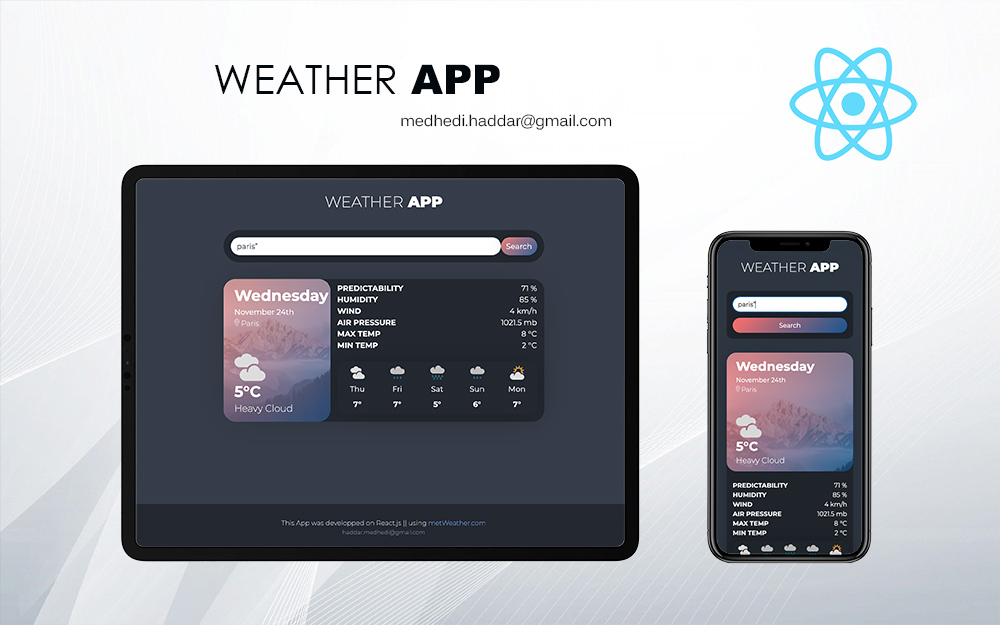 WEATHER APP
medhedi.haddar@gmail.com
WEATHER APP
paris"
Search
Wednesday
November 24th
Paris
5°C
Heavy Cloud
PREDICTABILITY 71 %
HUMIDITY 85 %
WIND 4 km/h
AIR PRESSURE 1021.5 mb
MAX TEMP 8 °C
MIN TEMP 2 °C
Thu Fri Sat Sun Mon
7° 7° 5° 6° 7°
This App was developped on React.js || using metWeather.com
haddar.medhedi@gmail.com
WEATHER APP
paris"
Search
Wednesday
November 24th
Paris
5°C
Heavy Cloud
PREDICTABILITY 71 %
HUMIDITY 85 %
WIND 4 km/h
AIR PRESSURE 1021.5 mb
MAX TEMP 8 °C
MIN TEMP 2 °C